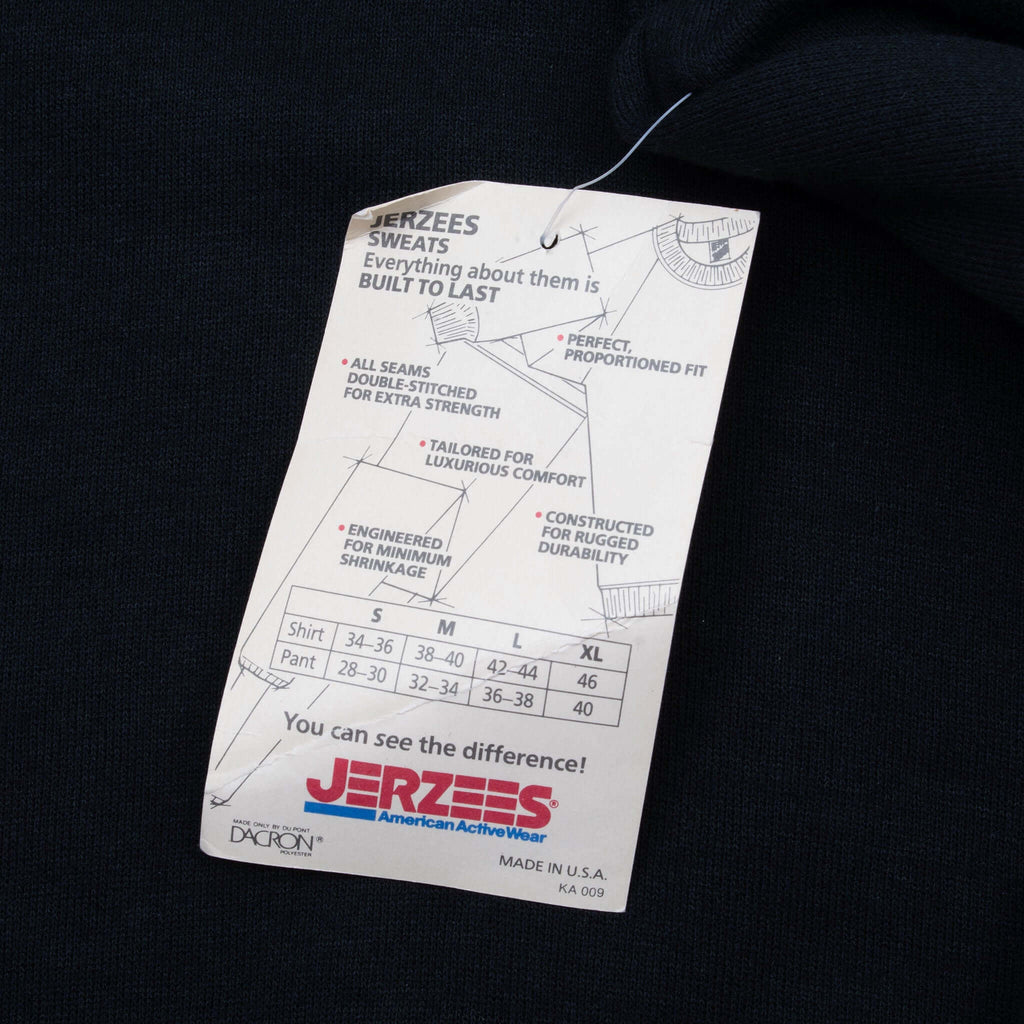 JERZEES
SWEATS
Everything about them is
BUILT TO LAST
• PERFECT,
PROPORTIONED FIT
• ALL SEAMS
DOUBLE-STITCHED
FOR EXTRA STRENGTH
• TAILORED FOR
LUXURIOUS COMFORT
• CONSTRUCTED
FOR RUGGED
DURABILITY
• ENGINEERED
FOR MINIMUM
SHRINKAGE
S M L XL
Shirt 34–36 38–40 42–44 46
Pant 28–30 32–34 36–38 40
You can see the difference!
JERZEES®
American ActiveWear
MADE ONLY BY DU PONT
DACRON®
POLYESTER
MADE IN U.S.A.
KA 009